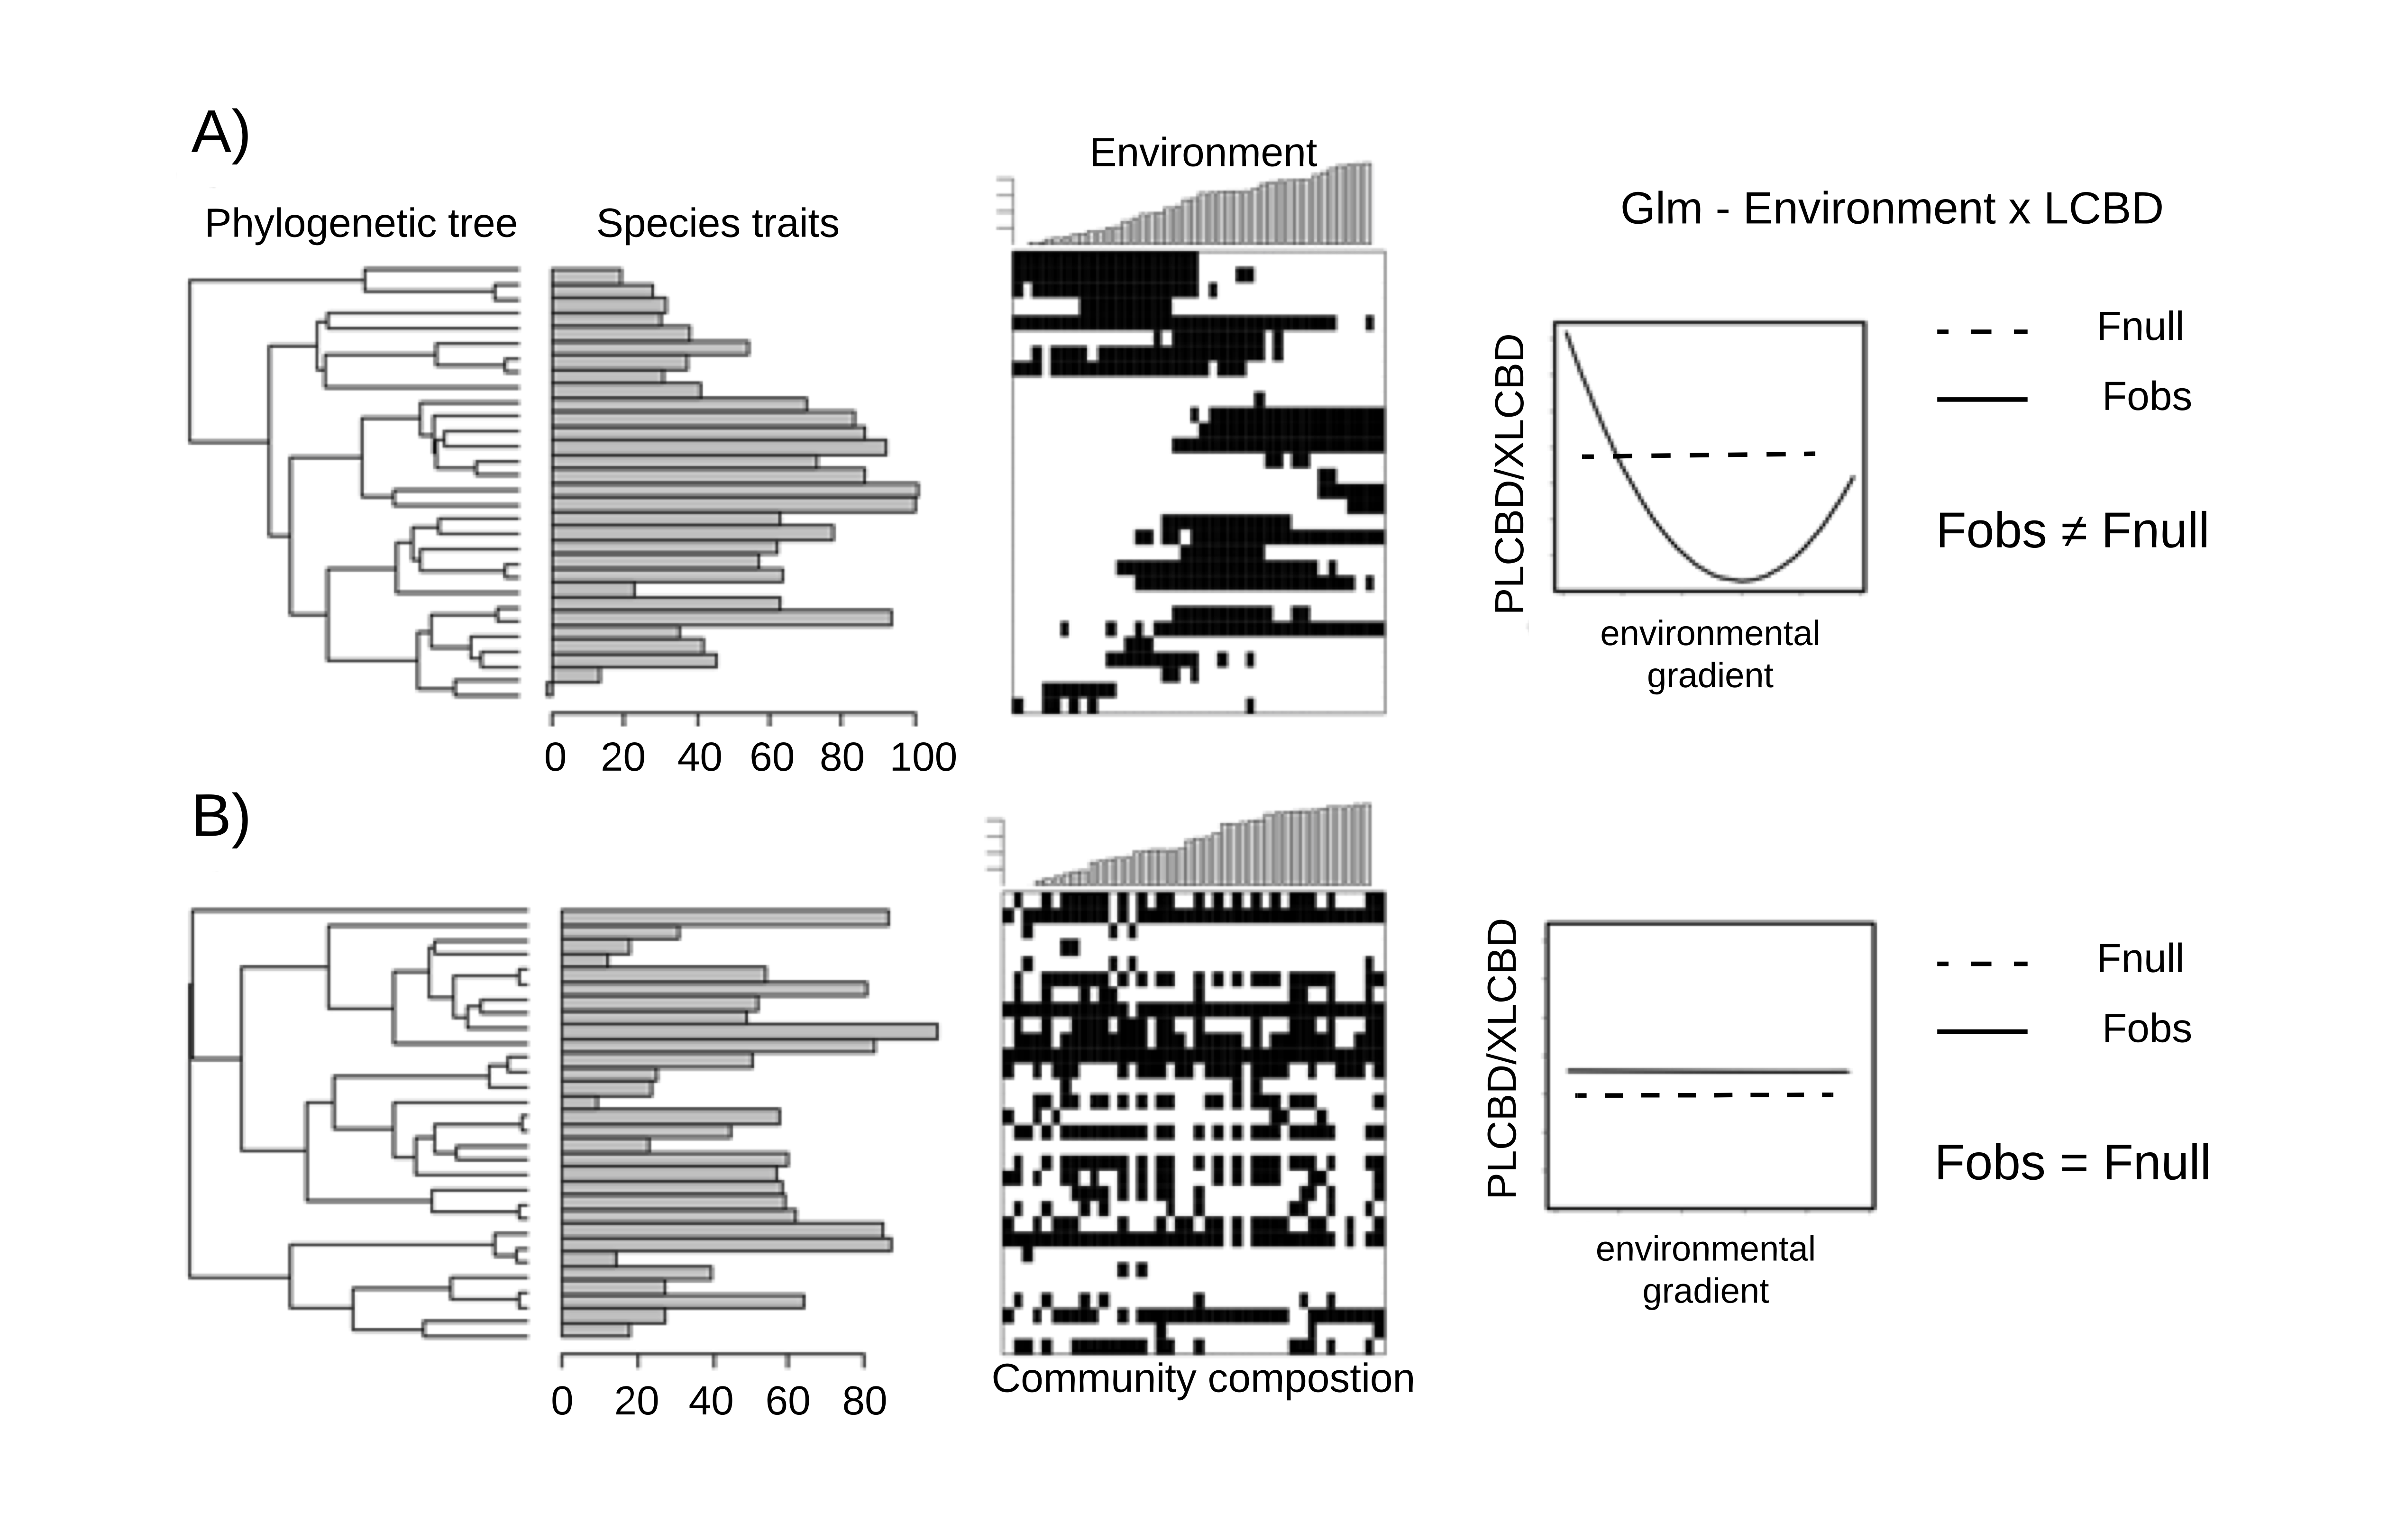 A)
Environment
Phylogenetic tree
Species traits
Glm - Environment x LCBD
PLCBD/XLCBD
Fnull
Fobs
Fobs ≠ Fnull
environmental
gradient
0 20 40 60 80 100
B)
PLCBD/XLCBD
Fnull
Fobs
Fobs = Fnull
environmental
gradient
Community compostion
0 20 40 60 80